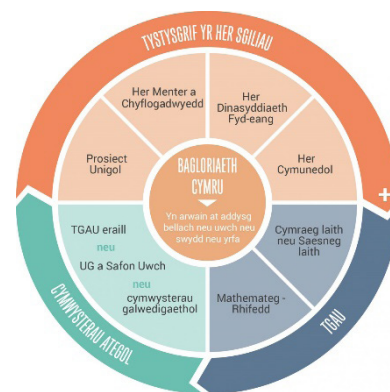 TYSTYSGRIF YR HER SGILIAU
Her Menter a
Chyflogadwyedd
Her
Dinasyddiaeth
Fyd-eang
Prosiect
Unigol
Her
Cymunedol
BAGLORIAETH
CYMRU
Yn arwain at addysg
bellach neu uwch neu
swydd neu yrfa
+
TGAU eraill
neu
UG a Safon Uwch
neu
cymwysterau
galwedigaethol
Cymraeg Iaith
neu Saesneg
Iaith
Mathemateg -
Rhifedd
CYMWYSTERAU ATEGOL
TGAU